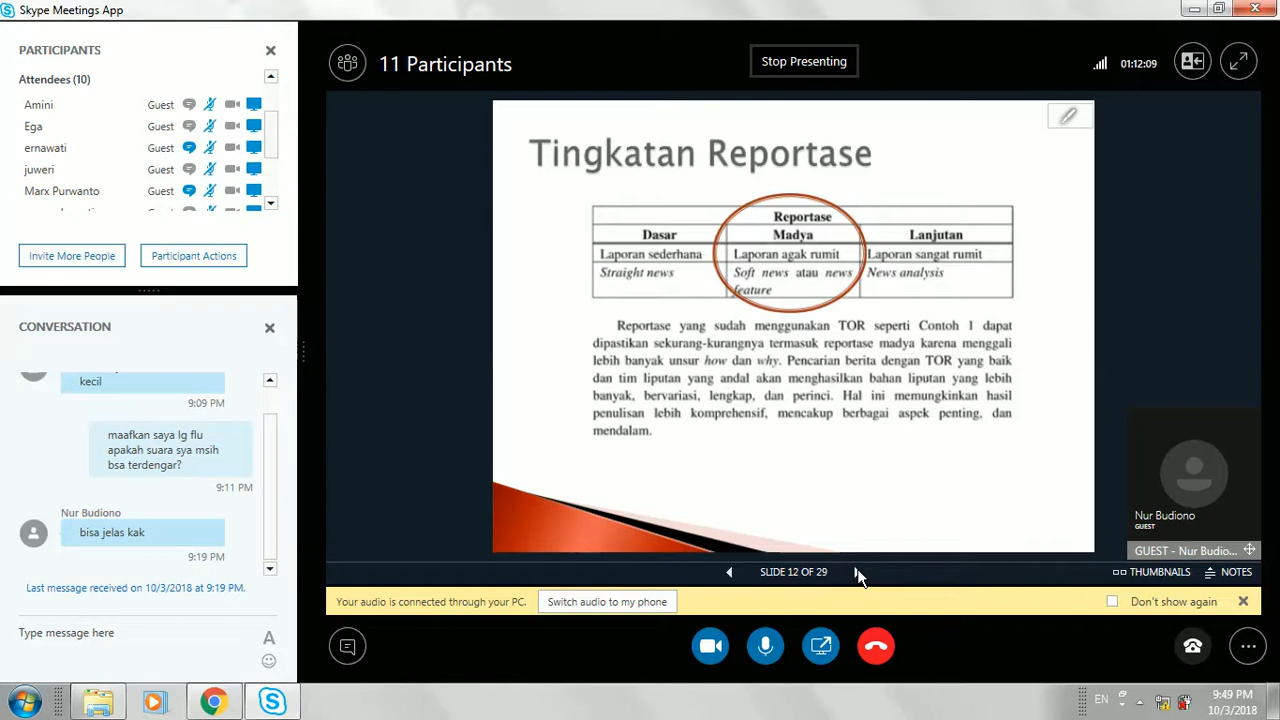 Skype Meetings App
PARTICIPANTS
Attendees (10)
Amini Guest
Ega Guest
ernawati Guest
juweri Guest
Marx Purwanto Guest
Invite More People
Participant Actions
CONVERSATION
kecil
9:09 PM
maafkan saya lg flu
apakah suara sya msih
bsa terdengar?
9:11 PM
Nur Budiono
bisa jelas kak
9:19 PM
Last message received on 10/3/2018 at 9:19 PM.
Type message here
A
11 Participants
Stop Presenting
01:12:09
Tingkatan Reportase
Reportase
Dasar Madya Lanjutan
Laporan sederhana Laporan agak rumit Laporan sangat rumit
Straight news Soft news atau news News analysis
feature
Reportase yang sudah menggunakan TOR seperti Contoh 1 dapat
dipastikan sekurang-kurangnya termasuk reportase madya karena menggali
lebih banyak unsur how dan why. Pencarian berita dengan TOR yang baik
dan tim liputan yang andal akan menghasilkan bahan liputan yang lebih
banyak, bervariasi, lengkap, dan perinci. Hal ini memungkinkan hasil
penulisan lebih komprehensif, mencakup berbagai aspek penting, dan
mendalam.
Nur Budiono
GUEST
GUEST - Nur Budio...
SLIDE 12 OF 29
THUMBNAILS
NOTES
Your audio is connected through your PC.
Switch audio to my phone
Don't show again
EN
9:49 PM
10/3/2018